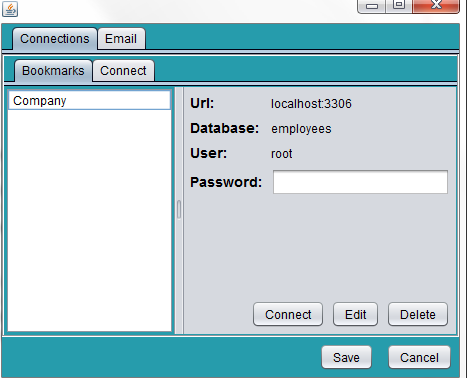 Connections Email
Bookmarks Connect
Company
Url: localhost:3306
Database: employees
User: root
Password:
Connect Edit Delete
Save Cancel